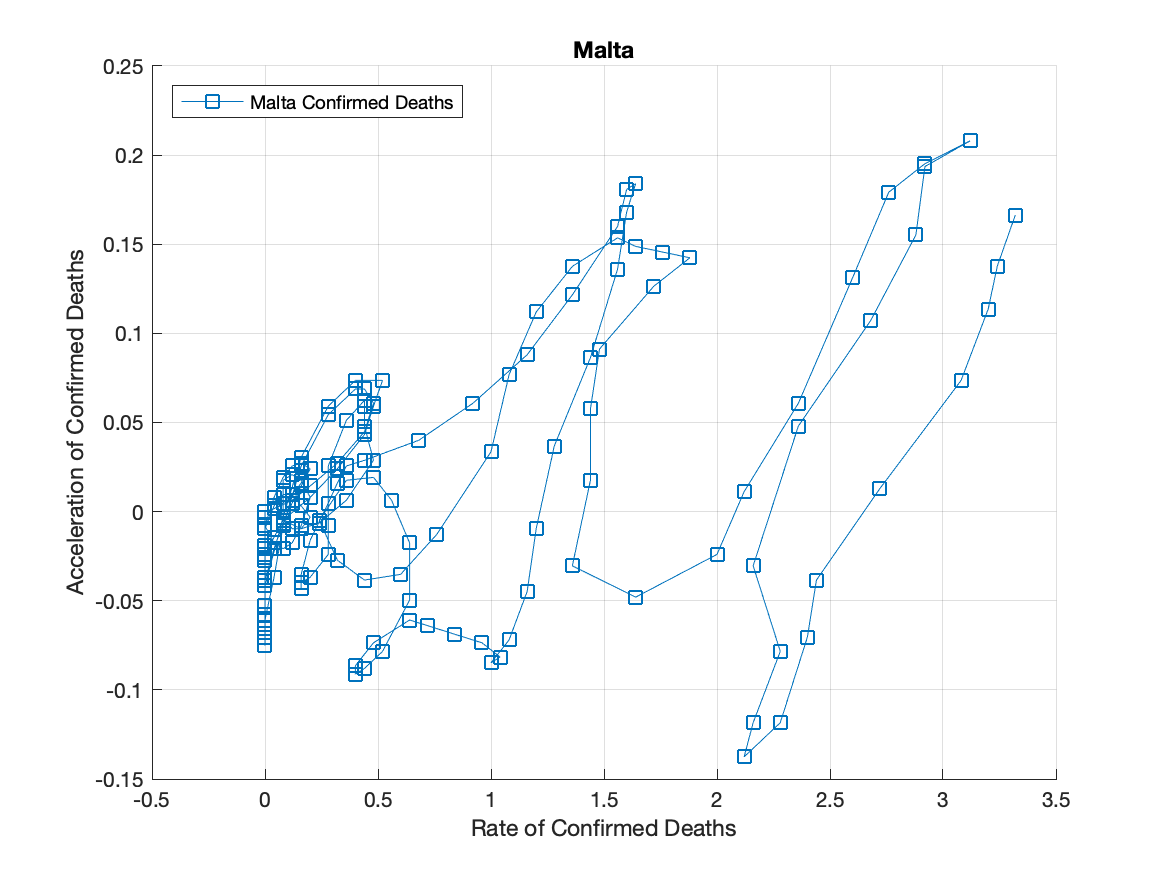 Malta
Malta Confirmed Deaths
0.25
0.2
0.15
0.1
0.05
0
-0.05
-0.1
-0.15
Acceleration of Confirmed Deaths
-0.5 0 0.5 1 1.5 2 2.5 3 3.5
Rate of Confirmed Deaths